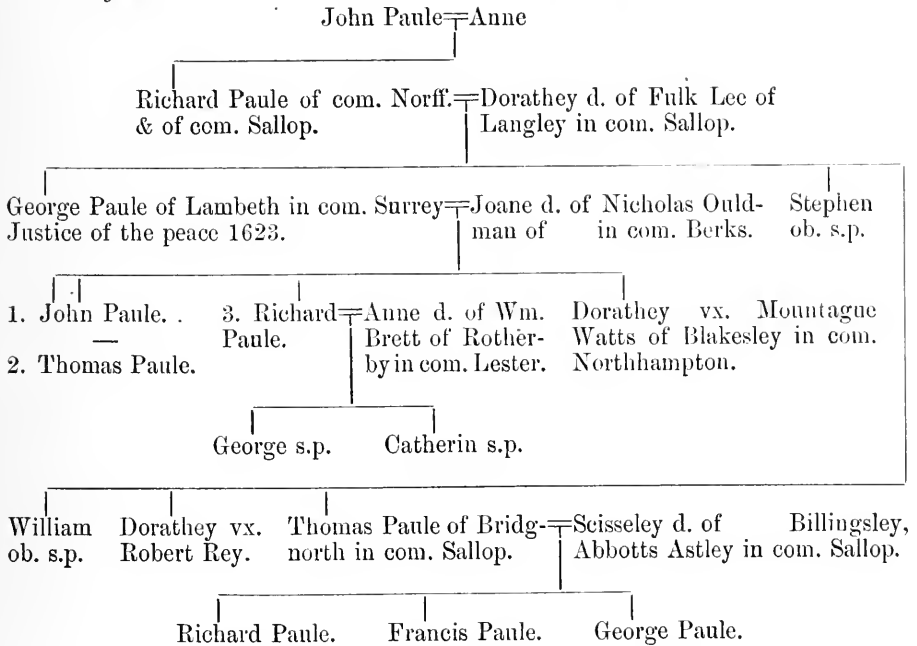 John Paule Anne
Richard Paule of com. Norff. Dorathey d. of Fulk Lee of
& of com. Sallop. Langley in com. Sallop.
George Paule of Lambeth in com. Surrey Joane d. of Nicholas Ould- Stephen
Justice of the peace 1623. man of in com. Berks. ob. s.p.
1. John Paule. 3. Richard Anne d. of Wm. Dorathey vx. Mountague
Paule. Brett of Rother- Watts of Blakesley in com.
2. Thomas Paule. by in com. Lester. Northhampton.
George s.p. Catherin s.p.
William Dorathey vx. Thomas Paule of Bridg- Scisseley d. of Billingsley,
ob. s.p. Robert Rey. north in com. Sallop. Abbotts Astley in com. Sallop.
Richard Paule. Francis Paule. George Paule.